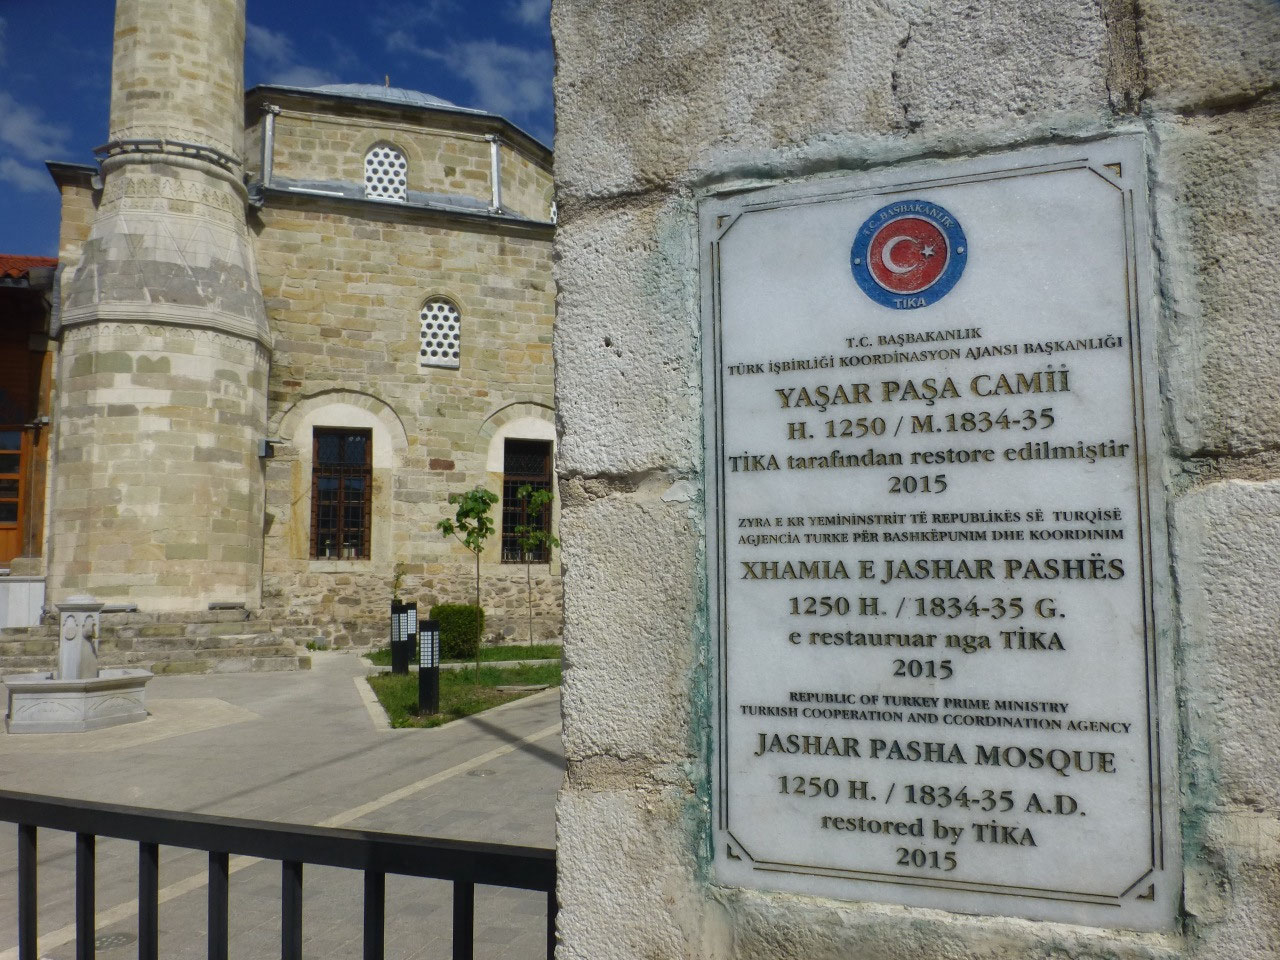 T.C. BAŞBAKANLIK
TİKA
T.C. BAŞBAKANLIK
TÜRK İŞBİRLİĞİ KOORDİNASYON AJANSI BAŞKANLIĞI
YAŞAR PAŞA CAMİİ
H. 1250 / M.1834-35
TİKA tarafından restore edilmiştir
2015
ZYRA E KR YEMININSTRIT TË REPUBLIKËS SË TURQISË
AGJENCIA TURKE PËR BASHKËPUNIM DHE KOORDINIM
XHAMIA E JASHAR PASHËS
1250 H. / 1834-35 G.
e restauruar nga TİKA,
2015
REPUBLIC OF TURKEY PRIME MINISTRY
TURKISH COOPERATION AND CCORDINATION AGENCY
JASHAR PASHA MOSQUE
1250 H. / 1834-35 A.D.
restored by TİKA,
2015